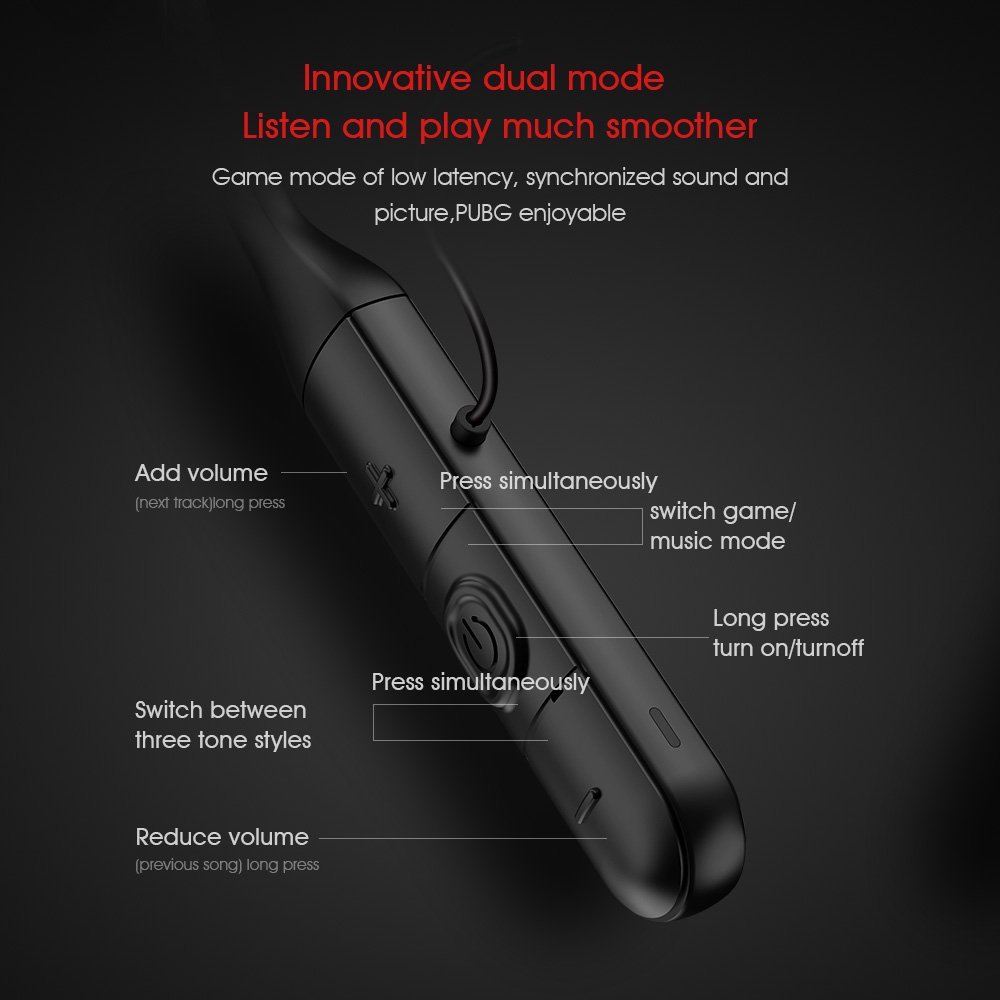 Innovative dual mode
Listen and play much smoother
Game mode of low latency, synchronized sound and
picture,PUBG enjoyable
Add volume
(next track)long press
Press simultaneously
switch game/
music mode
Long press
turn on/turnoff
Press simultaneously
Switch between
three tone styles
Reduce volume
(previous song) long press